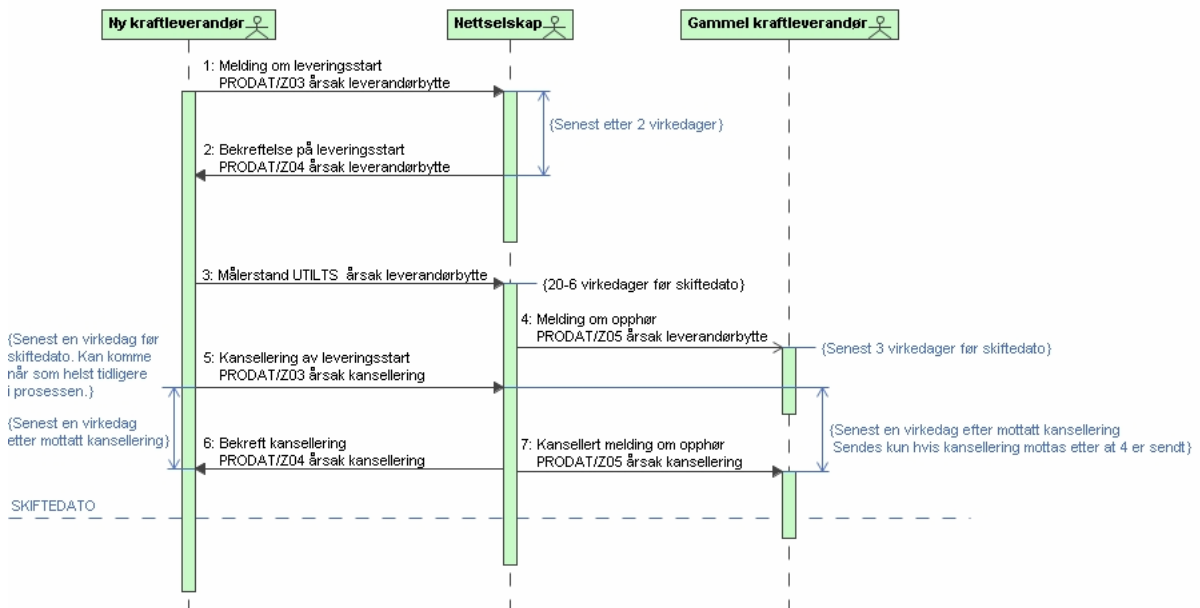 Ny kraftleverandør
Nettselskap
Gammel kraftleverandør
1: Melding om leveringsstart
PRODAT/Z03 årsak leverandørbytte
{Senest etter 2 virkedager}
2: Bekreftelse på leveringsstart
PRODAT/Z04 årsak leverandørbytte
3: Målerstand UTILTS årsak leverandørbytte
{20-6 virkedager før skiftedato}
4: Melding om opphør
PRODAT/Z05 årsak leverandørbytte
{Senest 3 virkedager før skiftedato}
{Senest en virkedag før
skiftedato. Kan komme
når som helst tidligere
i prosessen.}
5: Kansellering av leveringsstart
PRODAT/Z03 årsak kansellering
{Senest en virkedag
etter mottatt kansellering}
6: Bekreft kansellering
PRODAT/Z04 årsak kansellering
7: Kansellert melding om opphør
PRODAT/Z05 årsak kansellering
{Senest en virkedag efter mottatt kansellering
Sendes kun hvis kansellering mottas etter at 4 er sendt}
SKIFTEDATO